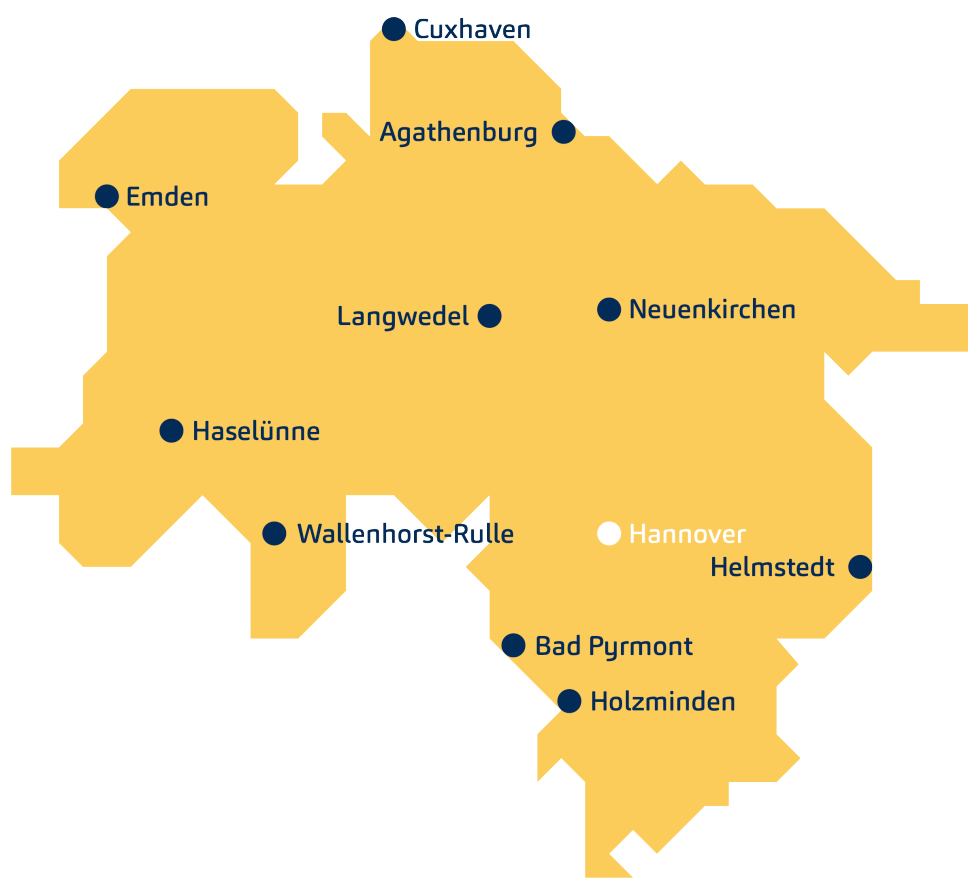 Cuxhaven
Agathenburg
Emden
Neuenkirchen
Langwedel
Haselünne
Wallenhorst-Rulle
Hannover
Helmstedt
Bad Pyrmont
Holzminden